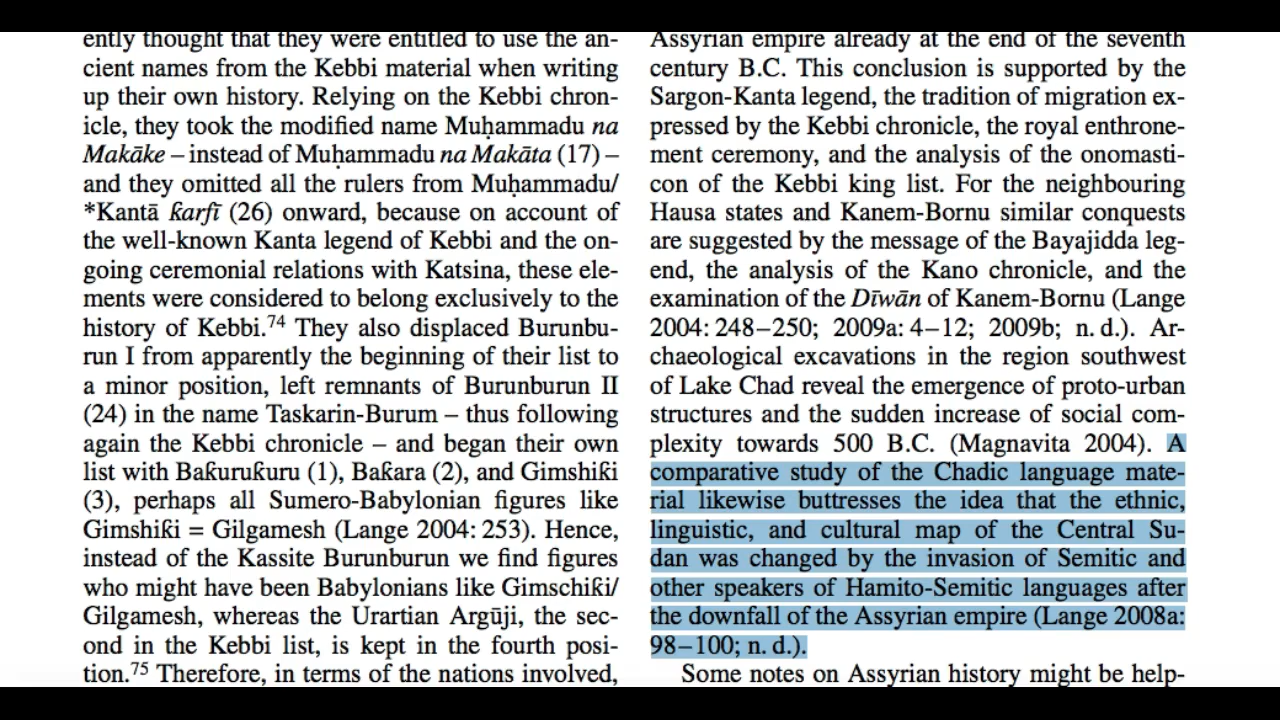 ently thought that they were entitled to use the an-
cient names from the Kebbi material when writing
up their own history. Relying on the Kebbi chron-
icle, they took the modified name Muḥammadu na
Makāke – instead of Muḥammadu na Makāta (17) –
and they omitted all the rulers from Muḥammadu/
*Kantā ƙarfī (26) onward, because on account of
the well-known Kanta legend of Kebbi and the on-
going ceremonial relations with Katsina, these ele-
ments were considered to belong exclusively to the
history of Kebbi.74 They also displaced Burunbu-
run I from apparently the beginning of their list to
a minor position, left remnants of Burunburun II
(24) in the name Taskarin-Burum – thus following
again the Kebbi chronicle – and began their own
list with Baƙuruƙuru (1), Baƙara (2), and Gimshiƙi
(3), perhaps all Sumero-Babylonian figures like
Gimshiƙi = Gilgamesh (Lange 2004: 253). Hence,
instead of the Kassite Burunburun we find figures
who might have been Babylonians like Gimschiƙi/
Gilgamesh, whereas the Urartian Argūji, the sec-
ond in the Kebbi list, is kept in the fourth posi-
tion.75 Therefore, in terms of the nations involved,
Assyrian empire already at the end of the seventh
century B.C. This conclusion is supported by the
Sargon-Kanta legend, the tradition of migration ex-
pressed by the Kebbi chronicle, the royal enthrone-
ment ceremony, and the analysis of the onomasti-
con of the Kebbi king list. For the neighbouring
Hausa states and Kanem-Bornu similar conquests
are suggested by the message of the Bayajidda leg-
end, the analysis of the Kano chronicle, and the
examination of the Dīwān of Kanem-Bornu (Lange
2004: 248–250; 2009a: 4–12; 2009b; n. d.). Ar-
chaeological excavations in the region southwest
of Lake Chad reveal the emergence of proto-urban
structures and the sudden increase of social com-
plexity towards 500 B.C. (Magnavita 2004). A
comparative study of the Chadic language mate-
rial likewise buttresses the idea that the ethnic,
linguistic, and cultural map of the Central Su-
dan was changed by the invasion of Semitic and
other speakers of Hamito-Semitic languages after
the downfall of the Assyrian empire (Lange 2008a:
98–100; n. d.).
Some notes on Assyrian history might be help-